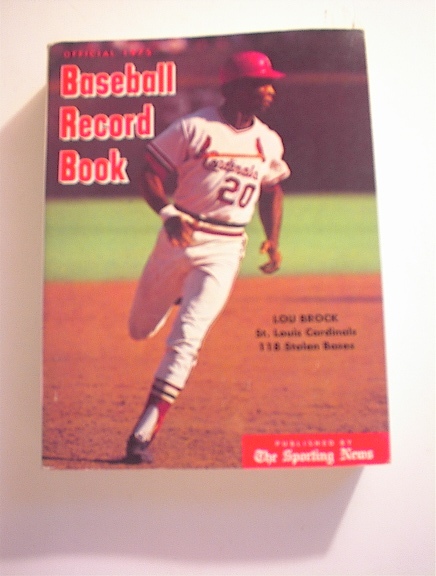 OFFICIAL 1975
Baseball
Record
Book
Cardinals
20
LOU BROCK
St. Louis Cardinals
118 Stolen Bases
PUBLISHED BY
The Sporting News